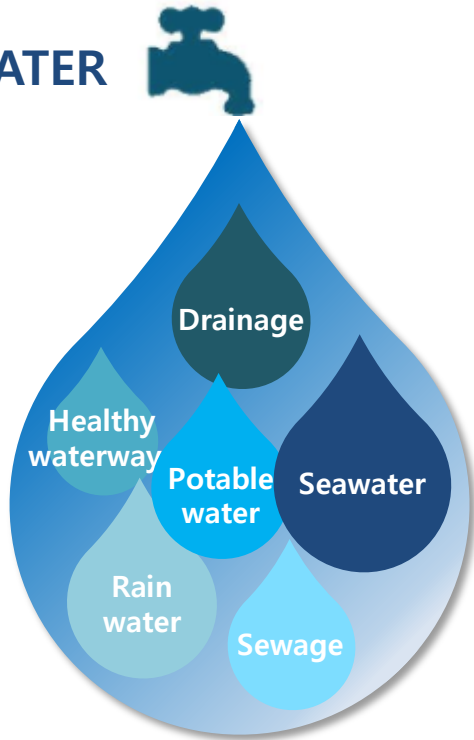 ATER
Drainage
Healthy
waterway
Potable
water
Seawater
Rain
water
Sewage